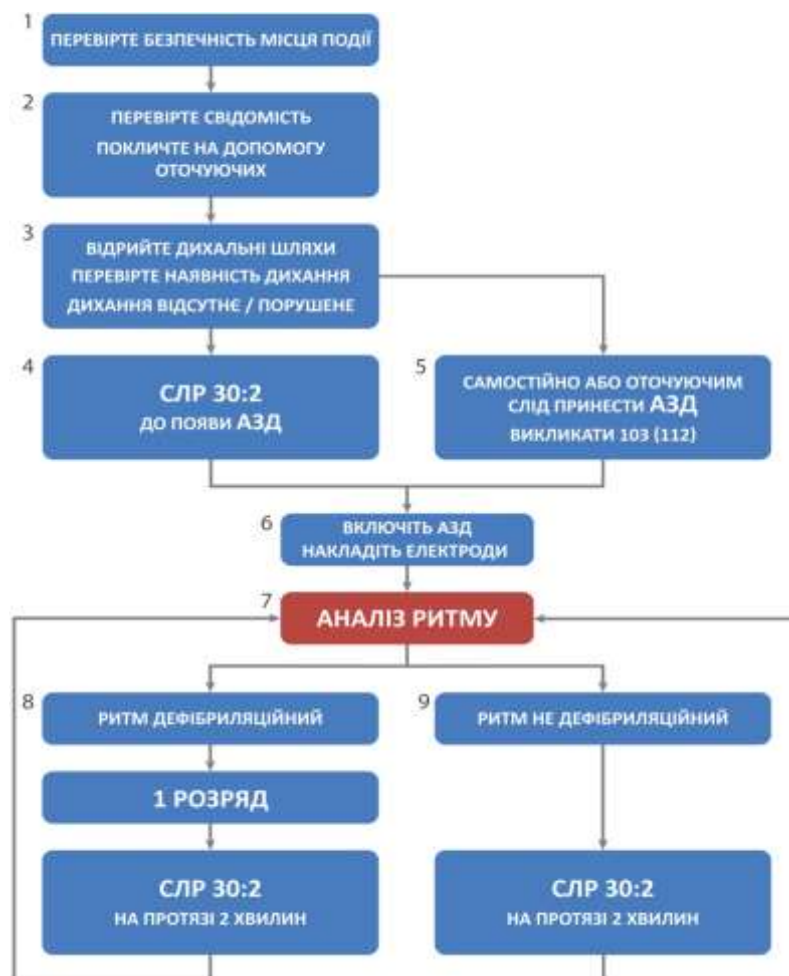 1
ПЕРЕВІРТЕ БЕЗПЕЧНІСТЬ МІСЦЯ ПОДІЇ
2
ПЕРЕВІРТЕ СВІДОМІСТЬ
ПОКЛИЧТЕ НА ДОПОМОГУ
ОТОЧУЮЧИХ
3
ВІДРИЙТЕ ДИХАЛЬНІ ШЛЯХИ
ПЕРЕВІРТЕ НАЯВНІСТЬ ДИХАННЯ
ДИХАННЯ ВІДСУТНЄ / ПОРУШЕНЕ
4
СЛР 30:2
ДО ПОЯВИ АЗД
5
САМОСТІЙНО АБО ОТОЧУЮЧИМ
СЛІД ПРИНЕСТИ АЗД
ВИКЛИКАТИ 103 (112)
6
ВКЛЮЧІТЬ АЗД
НАКЛАДІТЬ ЕЛЕКТРОДИ
7
АНАЛІЗ РИТМУ
8
РИТМ ДЕФІБРИЛЯЦІЙНИЙ
1 РОЗРЯД
СЛР 30:2
НА ПРОТЯЗІ 2 ХВИЛИН
9
РИТМ НЕ ДЕФІБРИЛЯЦІЙНИЙ
СЛР 30:2
НА ПРОТЯЗІ 2 ХВИЛИН